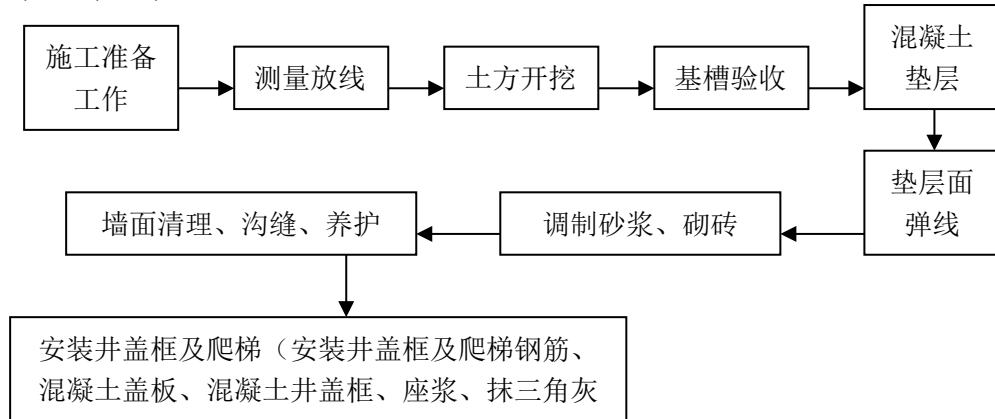 施工准备
工作
测量放线
土方开挖
基槽验收
混凝土
垫层
垫层面
弹线
调制砂浆、砌砖
墙面清理、沟缝、养护
安装井盖框及爬梯（安装井盖框及爬梯钢筋、
混凝土盖板、混凝土井盖框、座浆、抹三角灰